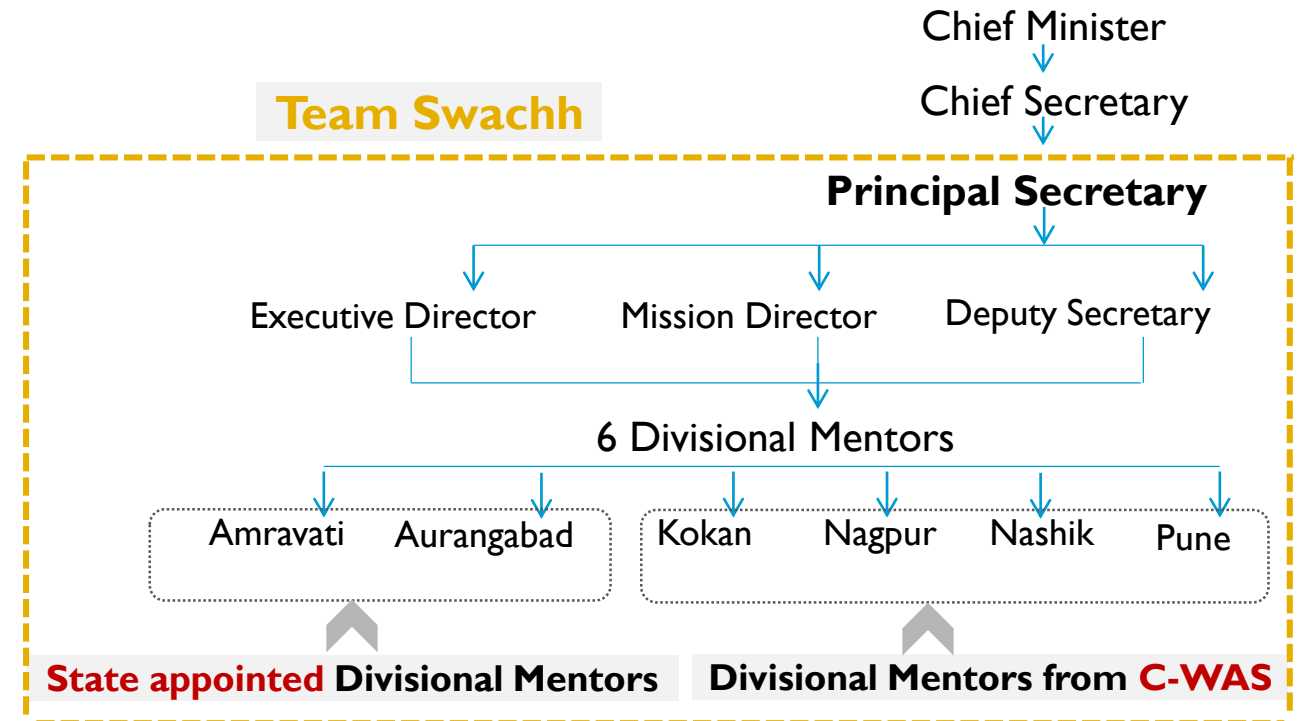 Chief Minister
Chief Secretary
Team Swachh
Principal Secretary
Executive Director
Mission Director
Deputy Secretary
6 Divisional Mentors
Amravati
Aurangabad
Kokan
Nagpur
Nashik
Pune
State appointed Divisional Mentors
Divisional Mentors from C-WAS